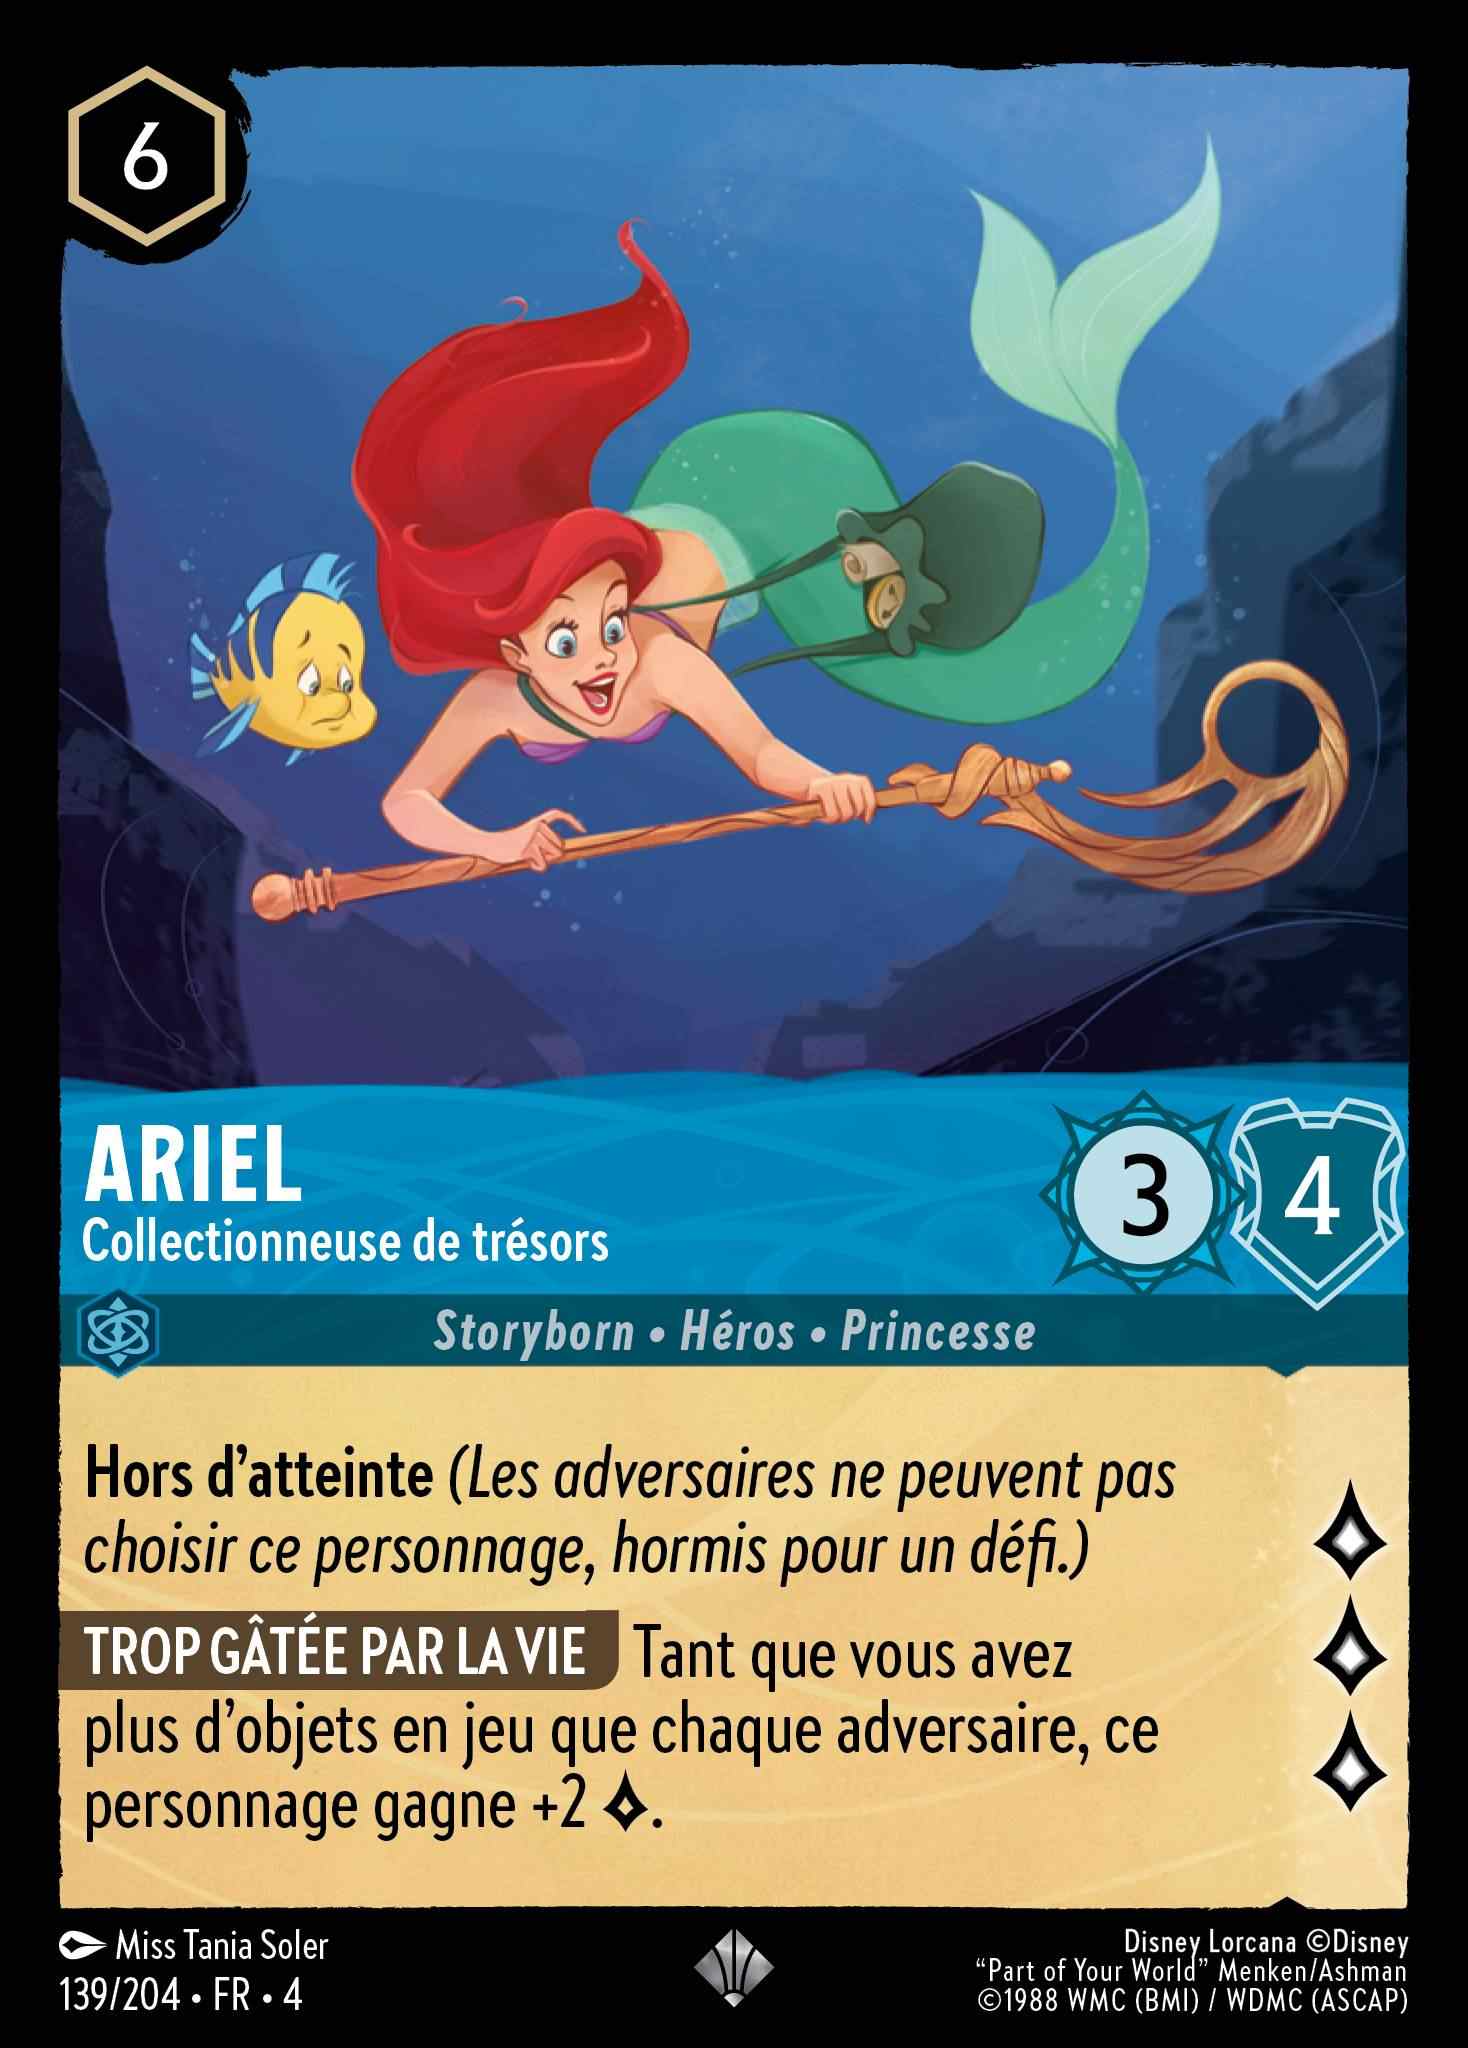 6
ARIEL
3
4
Collectionneuse de trésors
Storyborn • Héros • Princesse
Hors d’atteinte (Les adversaires ne peuvent pas
choisir ce personnage, hormis pour un défi.)
TROP GÂTÉE PAR LA VIE Tant que vous avez
plus d’objets en jeu que chaque adversaire, ce
personnage gagne +2 .
Miss Tania Soler
139/204 • FR • 4
Disney Lorcana ©Disney
“Part of Your World” Menken/Ashman
©1988 WMC (BMI) / WDMC (ASCAP)